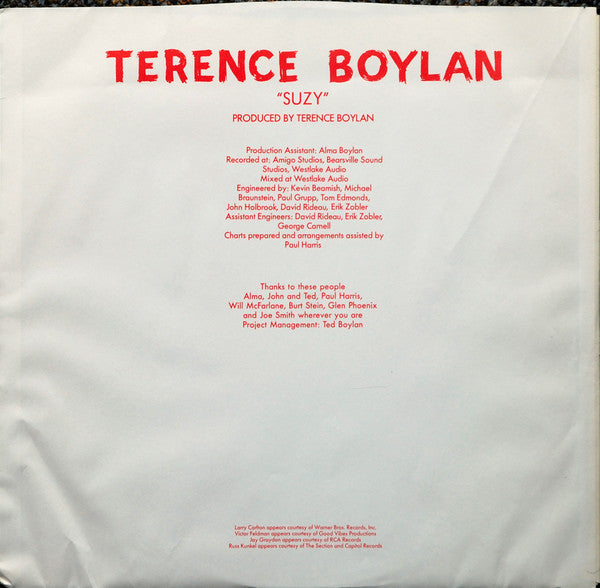 TERENCE BOYLAN
"SUZY"
PRODUCED BY TERENCE BOYLAN
Production Assistant: Alma Boylan
Recorded at: Amigo Studios, Bearsville Sound
Studios, Westlake Audio
Mixed at Westlake Audio
Engineered by: Kevin Beamish, Michael
Braunstein, Paul Grupp, Tom Edmonds,
John Holbrook, David Rideau, Erik Zobler
Assistant Engineers: David Rideau, Erik Zobler,
George Carnell
Charts prepared and arrangements assisted by
Paul Harris
Thanks to these people
Alma, John and Ted, Paul Harris,
Will McFarlane, Burt Stein, Glen Phoenix
and Joe Smith wherever you are
Project Management: Ted Boylan
Larry Carlton appears courtesy of Warner Bros. Records, Inc.
Victor Feldman appears courtesy of Good Vibes Productions
Jay Graydon appears courtesy of RCA Records
Russ Kunkel appears courtesy of The Section and Capitol Records